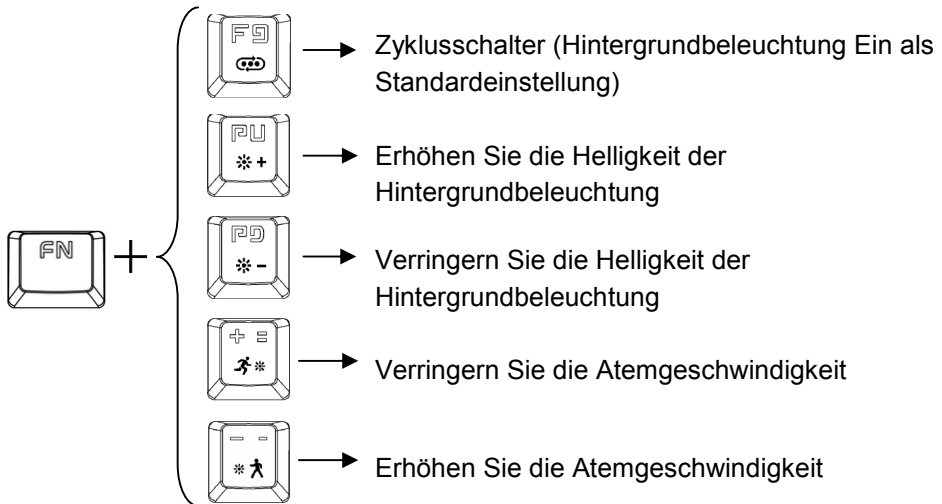 F9
Zyklusschalter (Hintergrundbeleuchtung Ein als
Standardeinstellung)
PU
+
Erhöhen Sie die Helligkeit der
Hintergrundbeleuchtung
FN
+
PD
-
Verringern Sie die Helligkeit der
Hintergrundbeleuchtung
+ =
Verringern Sie die Atemgeschwindigkeit
- -
Erhöhen Sie die Atemgeschwindigkeit